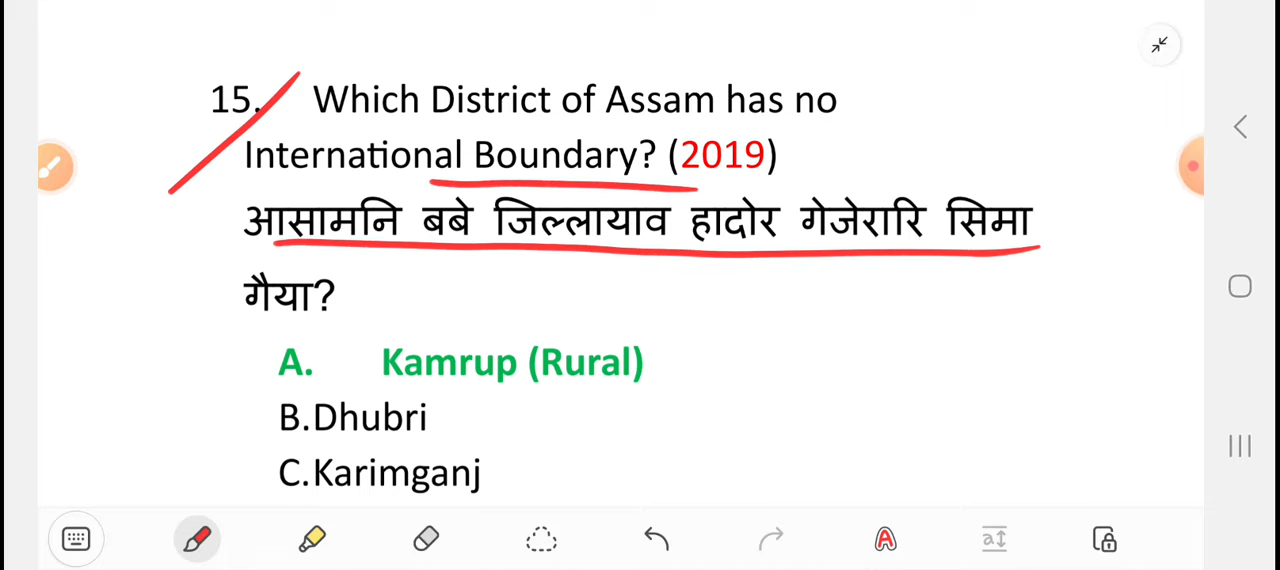 15. Which District of Assam has no
International Boundary? (2019)
आसामनि बबे जिल्लायाव हादोर गेजेरारि सिमा
गैया?
A. Kamrup (Rural)
B.Dhubri
C.Karimganj